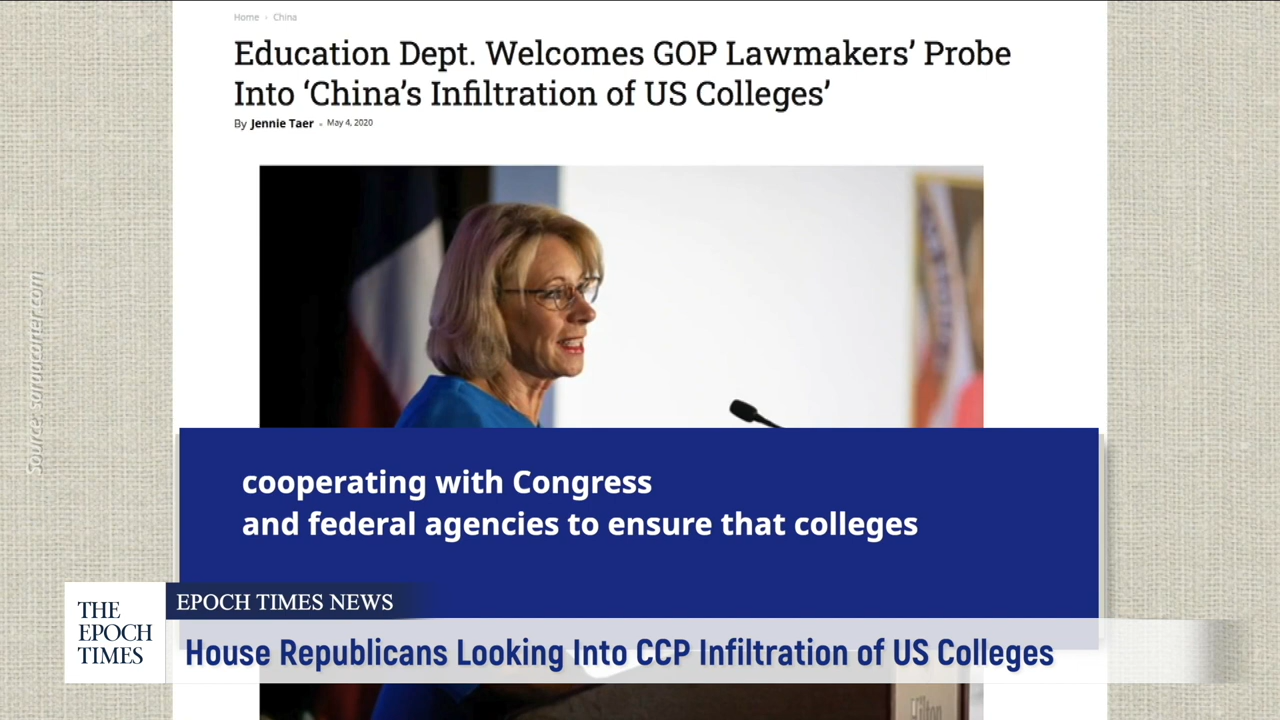 Home › China
Education Dept. Welcomes GOP Lawmakers’ Probe
Into ‘China’s Infiltration of US Colleges’
By Jennie Taer - May 4, 2020
Source: saraacarter.com
cooperating with Congress
and federal agencies to ensure that colleges
THE
EPOCH
TIMES
EPOCH TIMES NEWS
House Republicans Looking Into CCP Infiltration of US Colleges
Hilton